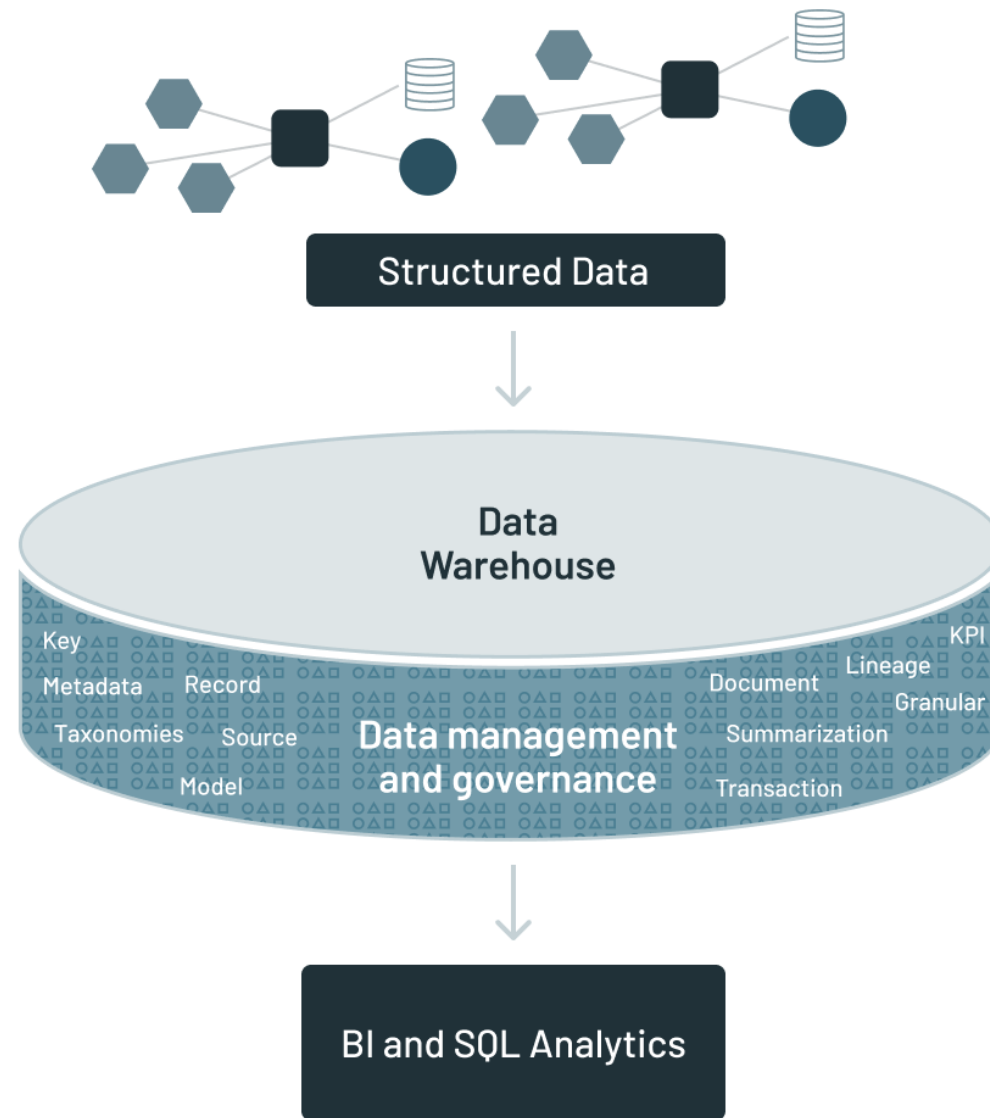 Structured Data
Data
Warehouse
Key
KPI
Lineage
Metadata
Record
Document
Granular
Taxonomies
Source
Data management
and governance
Summarization
Model
Transaction
BI and SQL Analytics